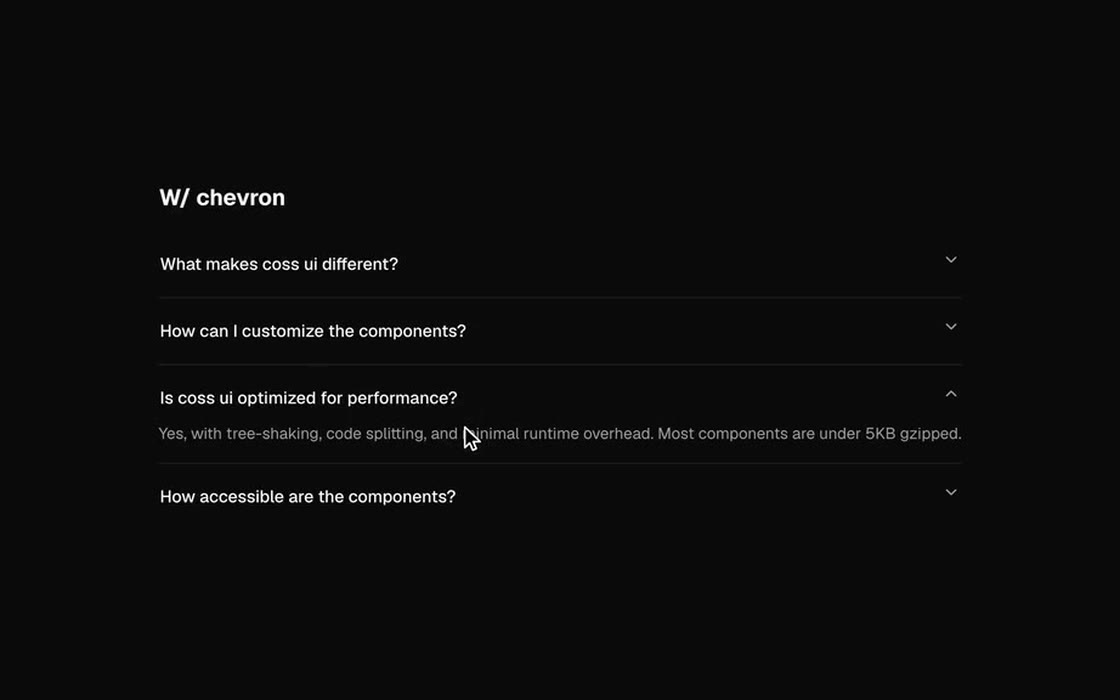 W/ chevron
What makes coss ui different?
How can I customize the components?
Is coss ui optimized for performance?
Yes, with tree-shaking, code splitting, and minimal runtime overhead. Most components are under 5KB gzipped.
How accessible are the components?